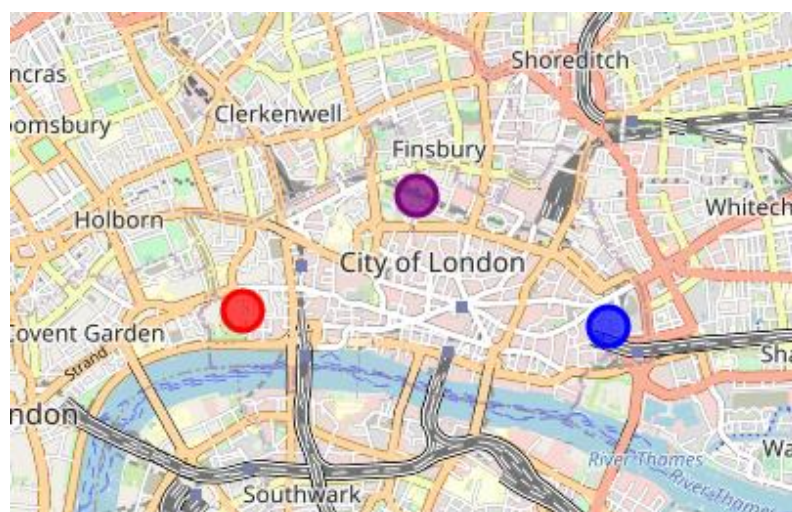 Shoreditch
ncras
Clerkenwell
oomsbury
Finsbury
Whitech
Holborn
City of London
Covent Garden
Strand
Sha
ndon
River Thames
River Thames
Wa
Southwark